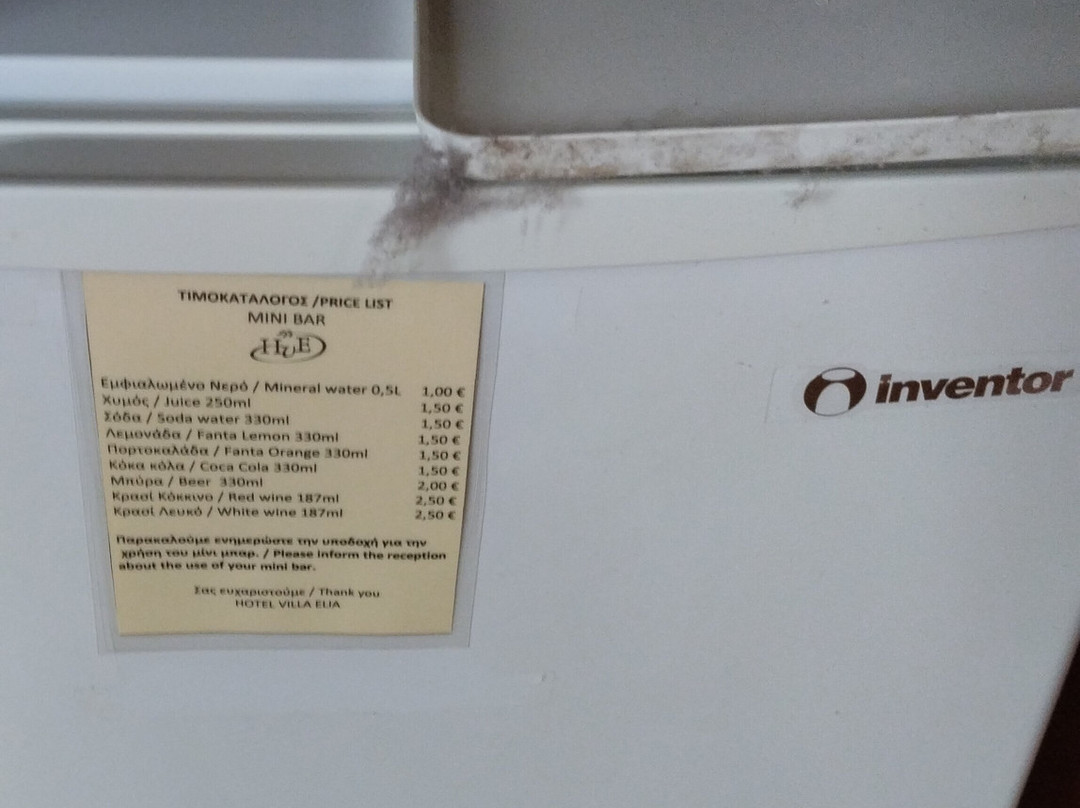 ΤΙΜΟΚΑΤΑΛΟΓΟΣ /PRICE LIST
MINI BAR
HVE
Εμφιαλωμένο Νερό / Mineral water 0,5L 1,00 €
Χυμός / Juice 250ml 1,50 €
Σόδα / Soda water 330ml 1,50 €
Λεμονάδα / Fanta Lemon 330ml 1,50 €
Πορτοκαλάδα / Fanta Orange 330ml 1,50 €
Κόκα κόλα / Coca Cola 330ml 1,50 €
Μπύρα / Beer 330ml 2,00 €
Κρασί Κόκκινο / Red wine 187ml 2,50 €
Κρασί Λευκό / White wine 187ml 2,50 €
Παρακαλούμε ενημερώστε την υποδοχή για την
χρήση του μίνι μπαρ. / Please inform the reception
about the use of your mini bar.
Σας ευχαριστούμε / Thank you
HOTEL VILLA ELIA
inventor